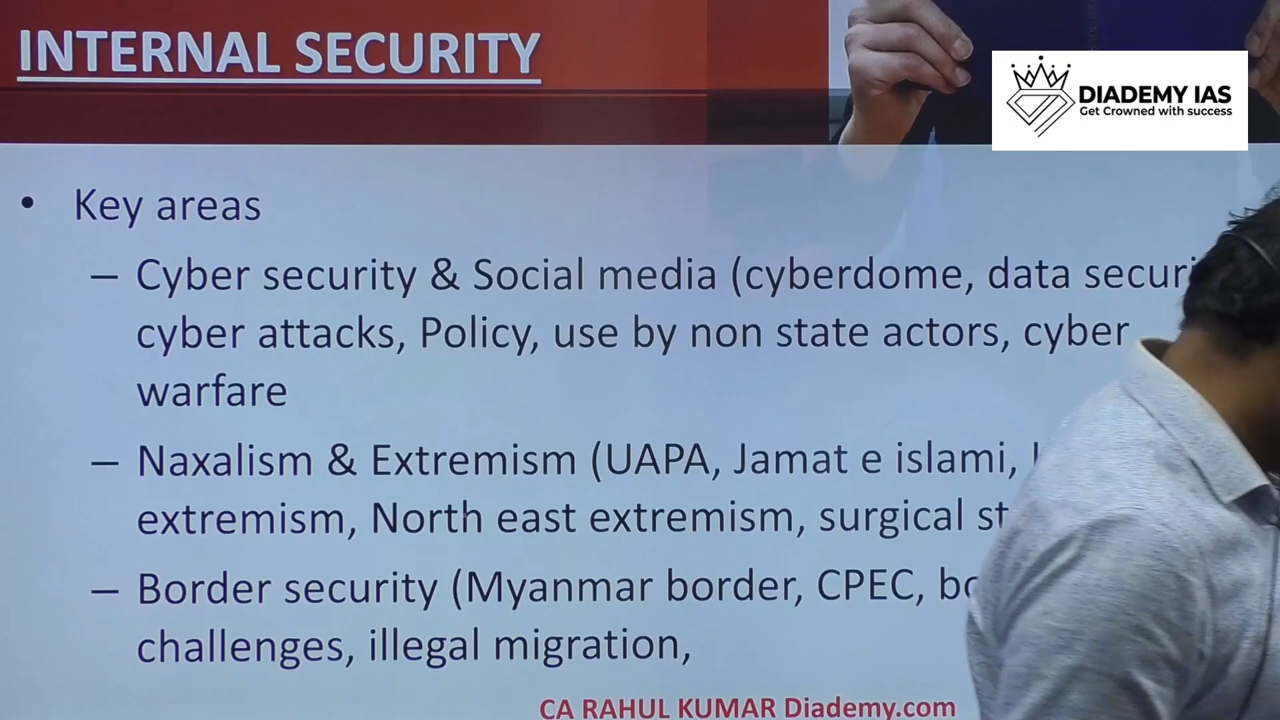 INTERNAL SECURITY
DIADEMY IAS
Get Crowned with success
• Key areas
– Cyber security & Social media (cyberdome, data
cyber attacks, Policy, use by non state actors, cyber
warfare
– Naxalism & Extremism (UAPA, Jamat e islami,
extremism, North east extremism, surgical
– Border security (Myanmar border, CPEC,
challenges, illegal migration,
CA RAHUL KUMAR Diademy.com